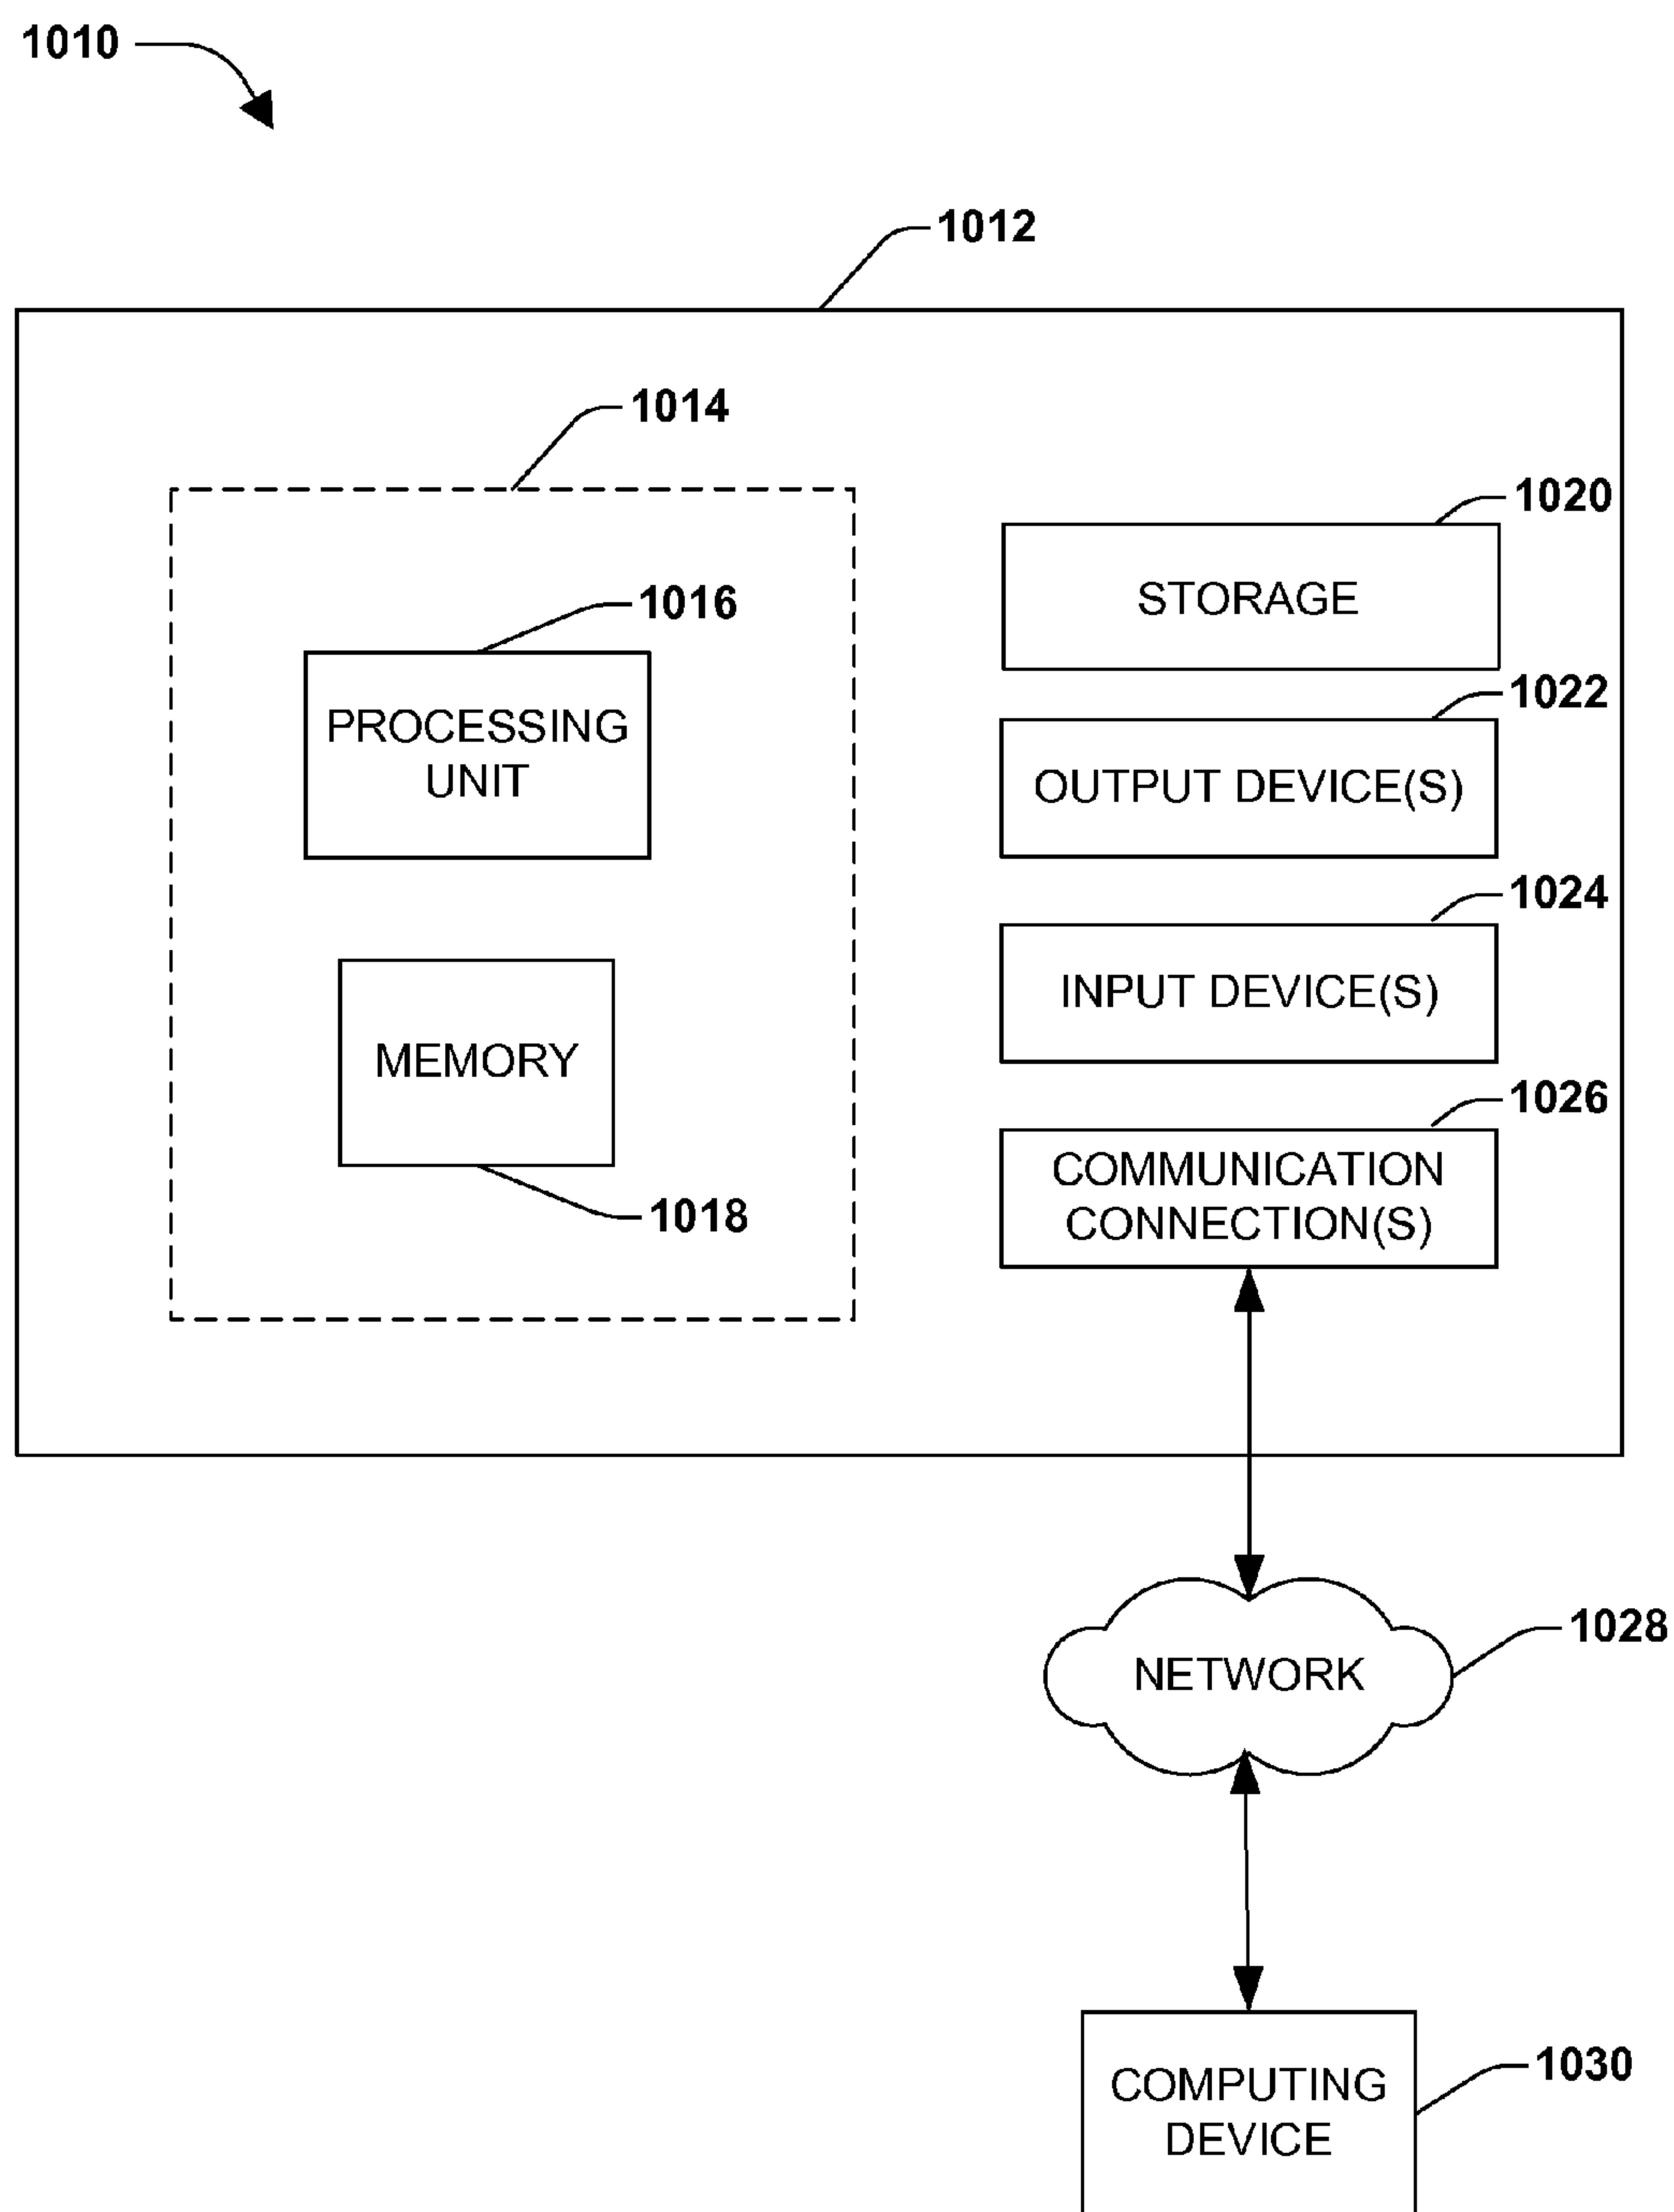 1010
1012
1014
1020
1016
STORAGE
1022
PROCESSING
UNIT
OUTPUT DEVICE(S)
1024
INPUT DEVICE(S)
MEMORY
1026
COMMUNICATION
CONNECTION(S)
1018
1028
NETWORK
1030
COMPUTING
DEVICE